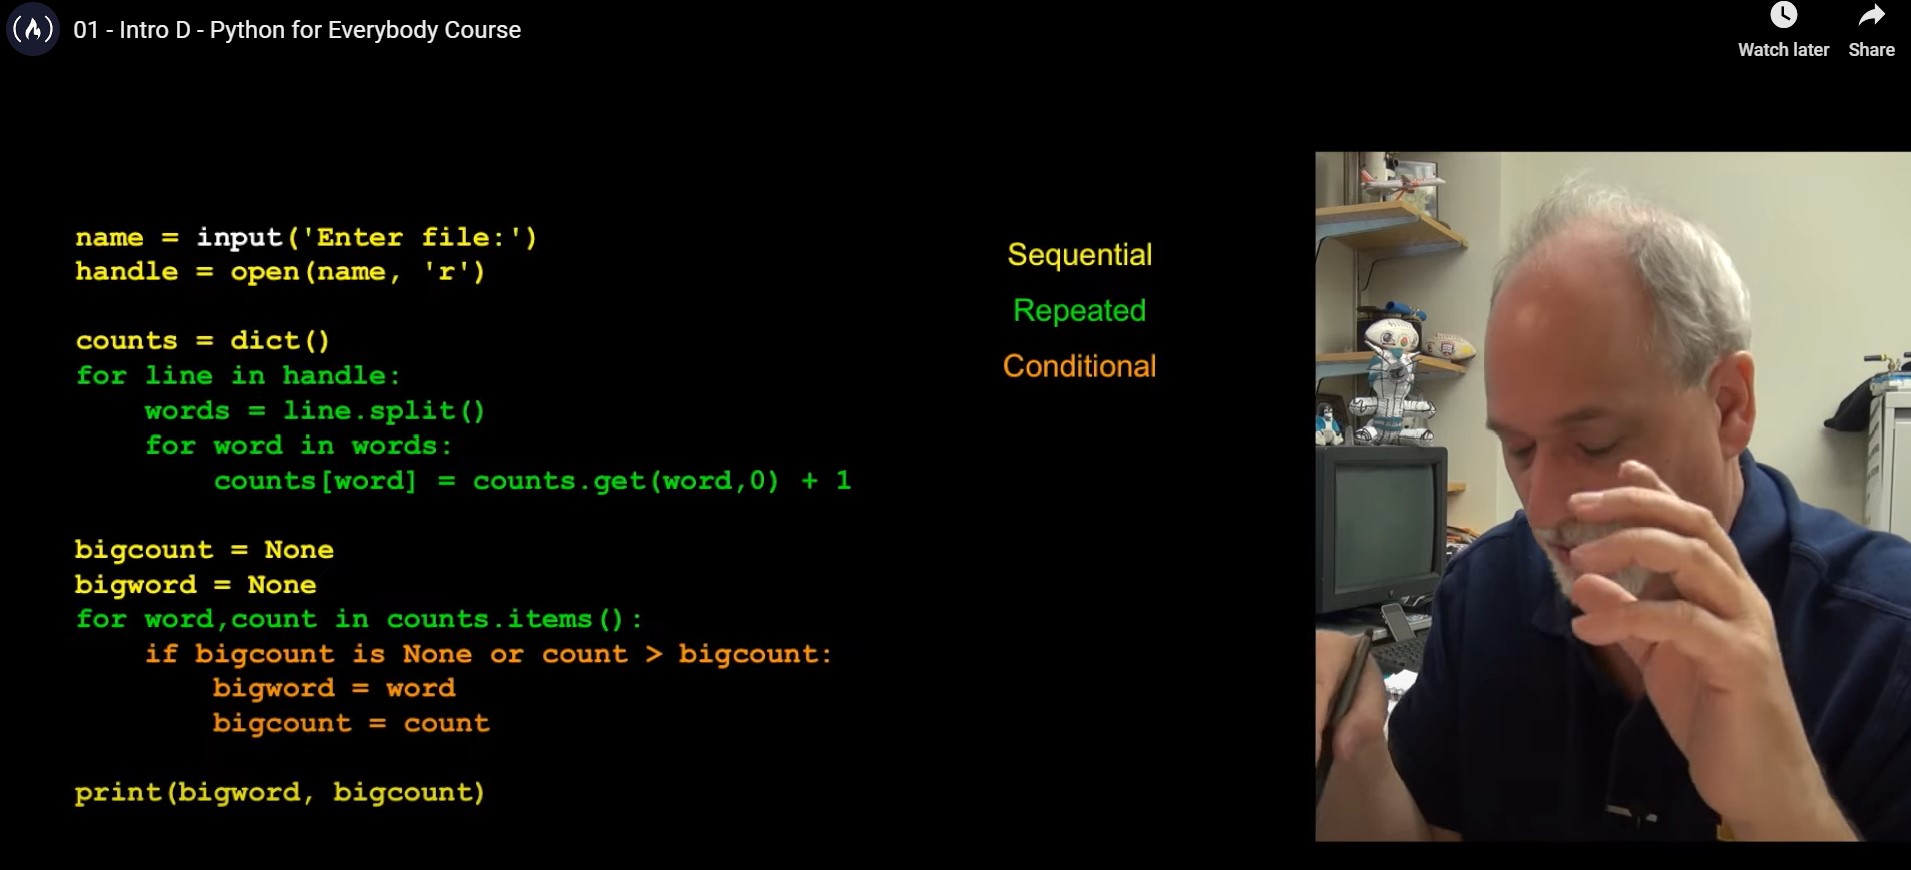 01 - Intro D - Python for Everybody Course
Watch later
Share
name = input('Enter file:')
handle = open(name, 'r')
counts = dict()
for line in handle:
    words = line.split()
    for word in words:
        counts[word] = counts.get(word,0) + 1
bigcount = None
bigword = None
for word,count in counts.items():
    if bigcount is None or count > bigcount:
        bigword = word
        bigcount = count
print(bigword, bigcount)
Sequential
Repeated
Conditional